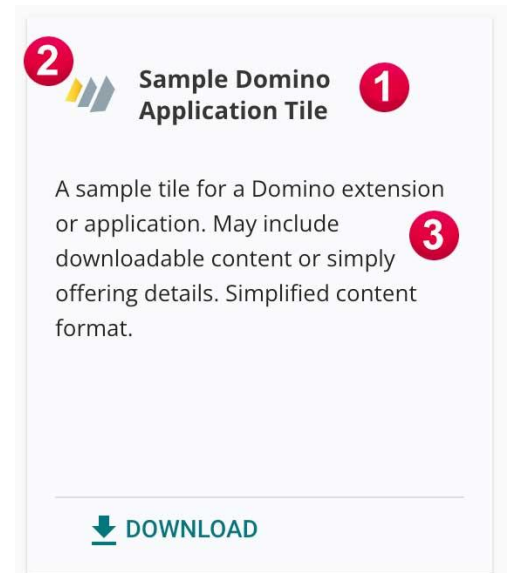 2
Sample Domino 1
Application Tile
A sample tile for a Domino extension
or application. May include 3
downloadable content or simply
offering details. Simplified content
format.
DOWNLOAD